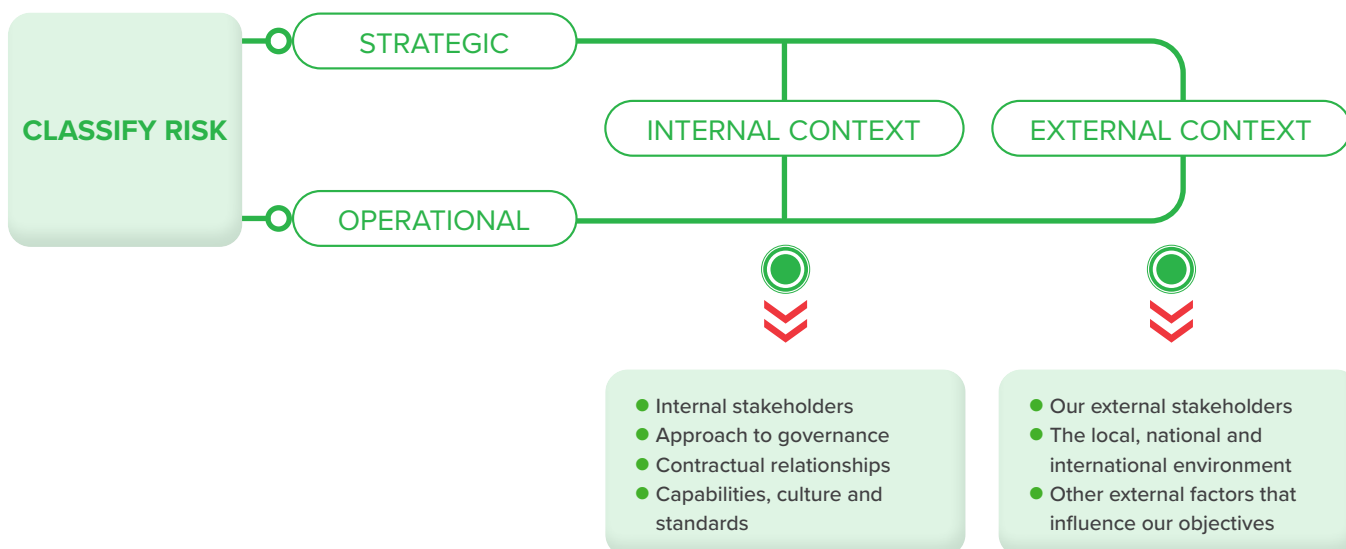 CLASSIFY RISK
STRATEGIC
OPERATIONAL
INTERNAL CONTEXT
EXTERNAL CONTEXT
Internal stakeholders
Approach to governance
Contractual relationships
Capabilities, culture and
standards
Our external stakeholders
The local, national and
international environment
Other external factors that
influence our objectives